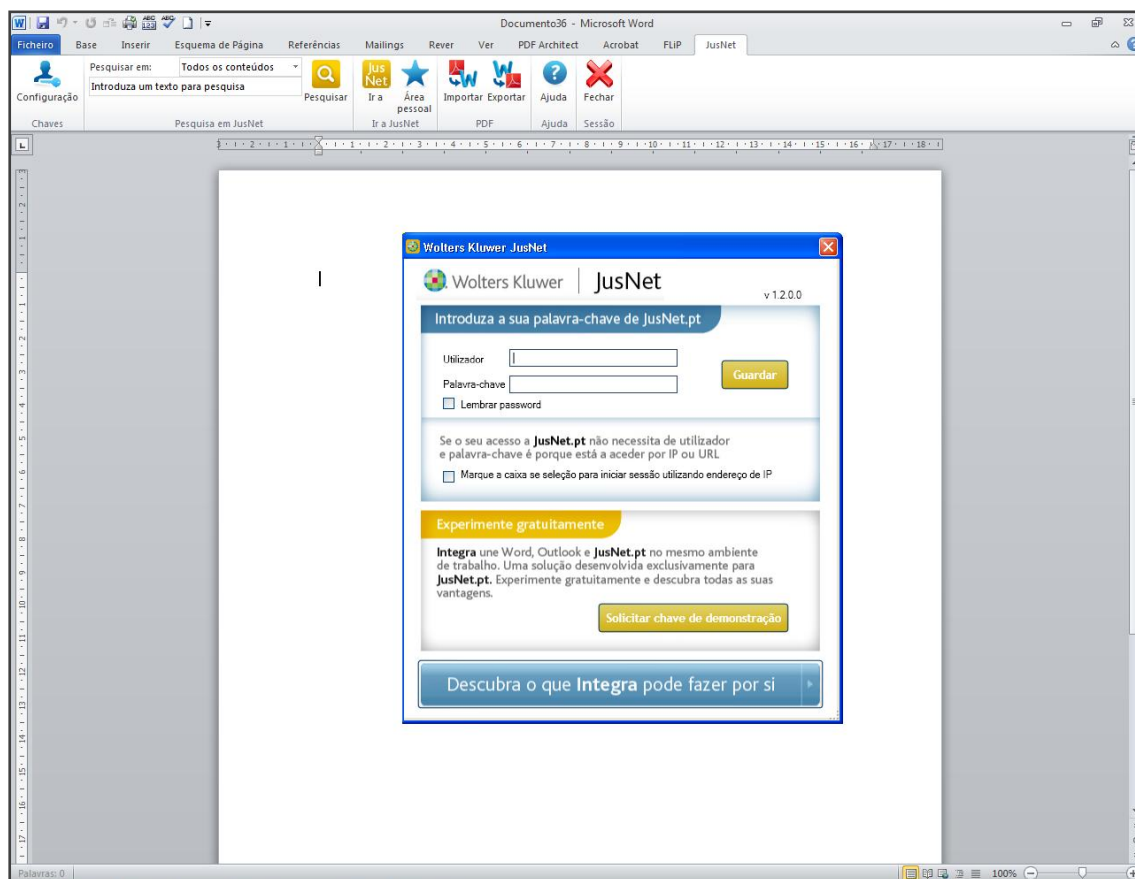 Documento36 - Microsoft Word
Ficheiro Base Inserir Esquema de Página Referências Mailings Rever Ver PDF Architect Acrobat FLiP JusNet
Pesquisar em: Todos os conteúdos
Introduza um texto para pesquisa
Configuração Pesquisar Ir a Área pessoal Importar Exportar Ajuda Fechar
Jus Net
Chaves Pesquisa em JusNet Ir a JusNet PDF Ajuda Sessão
Wolters Kluwer JusNet
Wolters Kluwer JusNet
v 1.2.0.0
Introduza a sua palavra-chave de JusNet.pt
Utilizador
Guardar
Palavra-chave
Lembrar password
Se o seu acesso a JusNet.pt não necessita de utilizador
e palavra-chave é porque está a aceder por IP ou URL
Marque a caixa se seleção para iniciar sessão utilizando endereço de IP
Experimente gratuitamente
Integra une Word, Outlook e JusNet.pt no mesmo ambiente
de trabalho. Uma solução desenvolvida exclusivamente para
JusNet.pt. Experimente gratuitamente e descubra todas as suas
vantagens.
Solicitar chave de demonstração
Descubra o que Integra pode fazer por si
Palavras: 0
100%